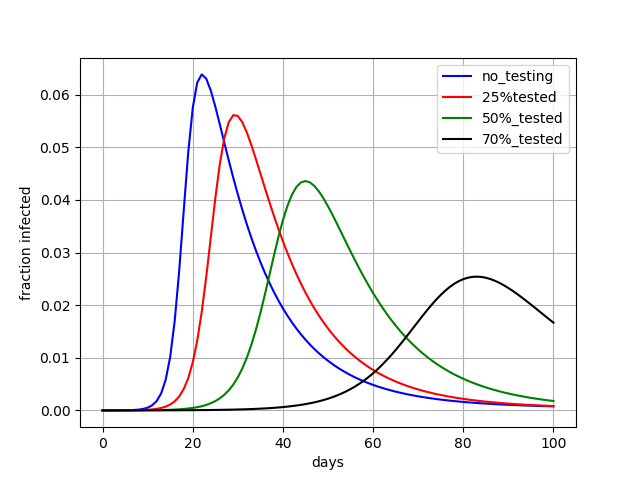 no_testing
25%tested
50%_tested
70%_tested
0.06
0.05
0.04
0.03
0.02
0.01
0.00
fraction infected
0 20 40 60 80 100
days